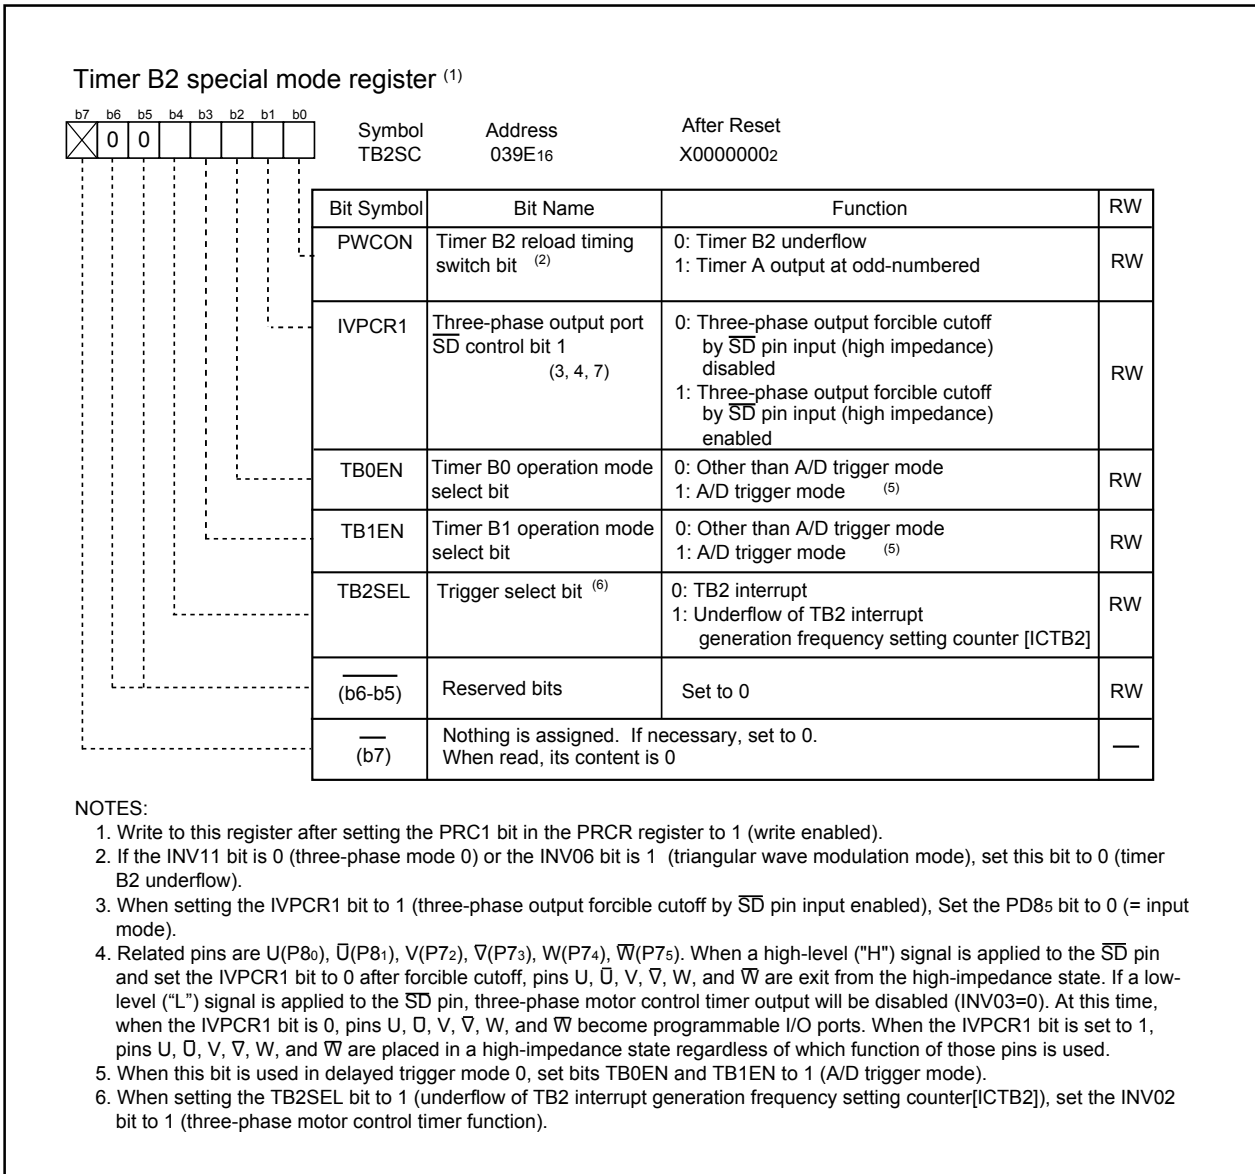 Timer B2 special mode register (1)
b7 b6 b5 b4 b3 b2 b1 b0
0 0
Symbol Address After Reset
TB2SC 039E16 X00000002
Bit Symbol Bit Name Function RW
PWCON Timer B2 reload timing switch bit (2) 0: Timer B2 underflow
1: Timer A output at odd-numbered RW
IVPCR1 Three-phase output port S̅D̅ control bit 1 (3, 4, 7) 0: Three-phase output forcible cutoff
by S̅D̅ pin input (high impedance)
disabled
1: Three-phase output forcible cutoff
by S̅D̅ pin input (high impedance)
enabled RW
TB0EN Timer B0 operation mode select bit 0: Other than A/D trigger mode
1: A/D trigger mode (5) RW
TB1EN Timer B1 operation mode select bit 0: Other than A/D trigger mode
1: A/D trigger mode (5) RW
TB2SEL Trigger select bit (6) 0: TB2 interrupt
1: Underflow of TB2 interrupt
generation frequency setting counter [ICTB2] RW
(b6-b5) Reserved bits Set to 0 RW
(b7) Nothing is assigned. If necessary, set to 0.
When read, its content is 0 —
NOTES:
1. Write to this register after setting the PRC1 bit in the PRCR register to 1 (write enabled).
2. If the INV11 bit is 0 (three-phase mode 0) or the INV06 bit is 1 (triangular wave modulation mode), set this bit to 0 (timer
B2 underflow).
3. When setting the IVPCR1 bit to 1 (three-phase output forcible cutoff by S̅D̅ pin input enabled), Set the PD85 bit to 0 (= input
mode).
4. Related pins are U(P80), U̅(P81), V(P72), V̅(P73), W(P74), W̅(P75). When a high-level ("H") signal is applied to the S̅D̅ pin
and set the IVPCR1 bit to 0 after forcible cutoff, pins U, U̅, V, V̅, W, and W̅ are exit from the high-impedance state. If a low-
level (“L”) signal is applied to the S̅D̅ pin, three-phase motor control timer output will be disabled (INV03=0). At this time,
when the IVPCR1 bit is 0, pins U, U̅, V, V̅, W, and W̅ become programmable I/O ports. When the IVPCR1 bit is set to 1,
pins U, U̅, V, V̅, W, and W̅ are placed in a high-impedance state regardless of which function of those pins is used.
5. When this bit is used in delayed trigger mode 0, set bits TB0EN and TB1EN to 1 (A/D trigger mode).
6. When setting the TB2SEL bit to 1 (underflow of TB2 interrupt generation frequency setting counter[ICTB2]), set the INV02
bit to 1 (three-phase motor control timer function).